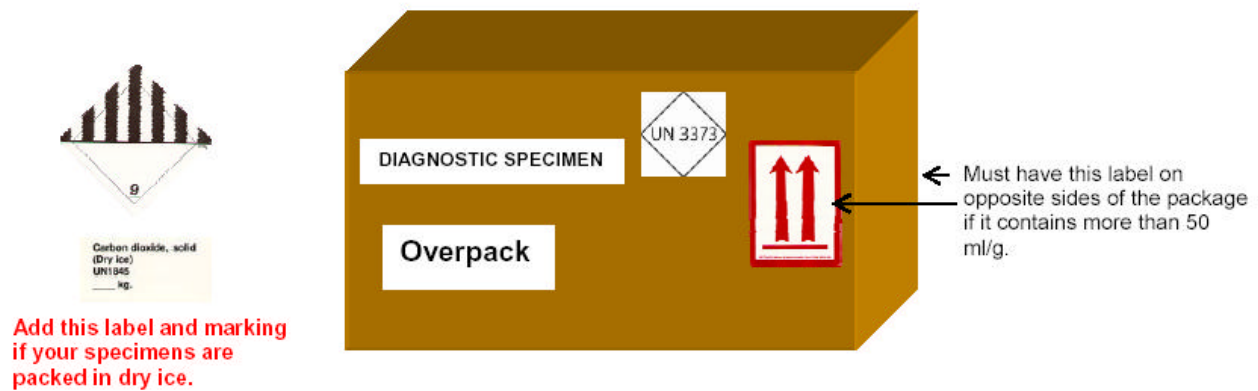 9
Carbon dioxide, solid
(Dry ice)
UN1845
____ kg.
Add this label and marking
if your specimens are
packed in dry ice.
DIAGNOSTIC SPECIMEN
UN 3373
Overpack
Must have this label on
opposite sides of the package
if it contains more than 50
ml/g.